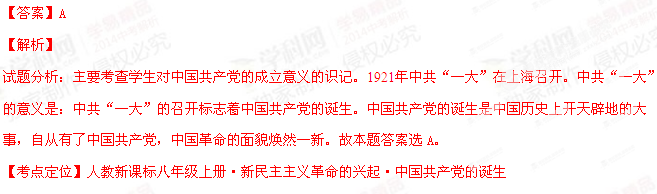 【答案】A
【解析】
试题分析：主要考查学生对中国共产党的成立意义的识记。1921年中共“一大”在上海召开。中共“一大”
的意义是：中共“一大”的召开标志着中国共产党的诞生。中国共产党的诞生是中国历史上开天辟地的大
事，自从有了中国共产党，中国革命的面貌焕然一新。故本题答案选A。
【考点定位】人教新课标八年级上册·新民主主义革命的兴起·中国共产党的诞生